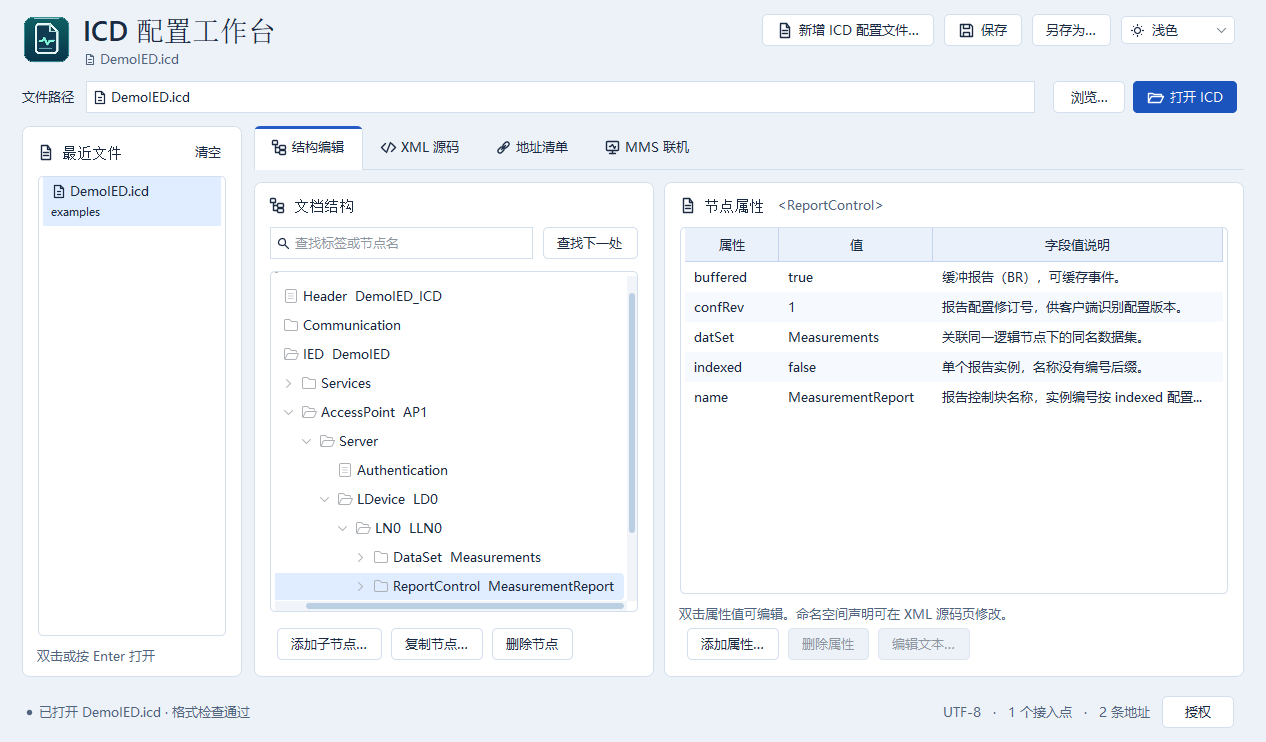 ICD 配置工作台
DemoIED.icd
新增 ICD 配置文件...
保存
另存为...
浅色
文件路径
DemoIED.icd
浏览...
打开 ICD
最近文件
清空
DemoIED.icd
examples
双击或按 Enter 打开
结构编辑
XML 源码
地址清单
MMS 联机
文档结构
查找标签或节点名
查找下一处
Header DemoIED_ICD
Communication
IED DemoIED
Services
AccessPoint AP1
Server
Authentication
LDevice LD0
LN0 LLN0
DataSet Measurements
ReportControl MeasurementReport
添加子节点...
复制节点...
删除节点
节点属性 <ReportControl>
属性 值 字段值说明
buffered true 缓冲报告（BR），可缓存事件。
confRev 1 报告配置修订号，供客户端识别配置版本。
datSet Measurements 关联同一逻辑节点下的同名数据集。
indexed false 单个报告实例，名称没有编号后缀。
name MeasurementReport 报告控制块名称，实例编号按 indexed 配置...
双击属性值可编辑。命名空间声明可在 XML 源码页修改。
添加属性...
删除属性
编辑文本...
已打开 DemoIED.icd · 格式检查通过
UTF-8 · 1 个接入点 · 2 条地址
授权